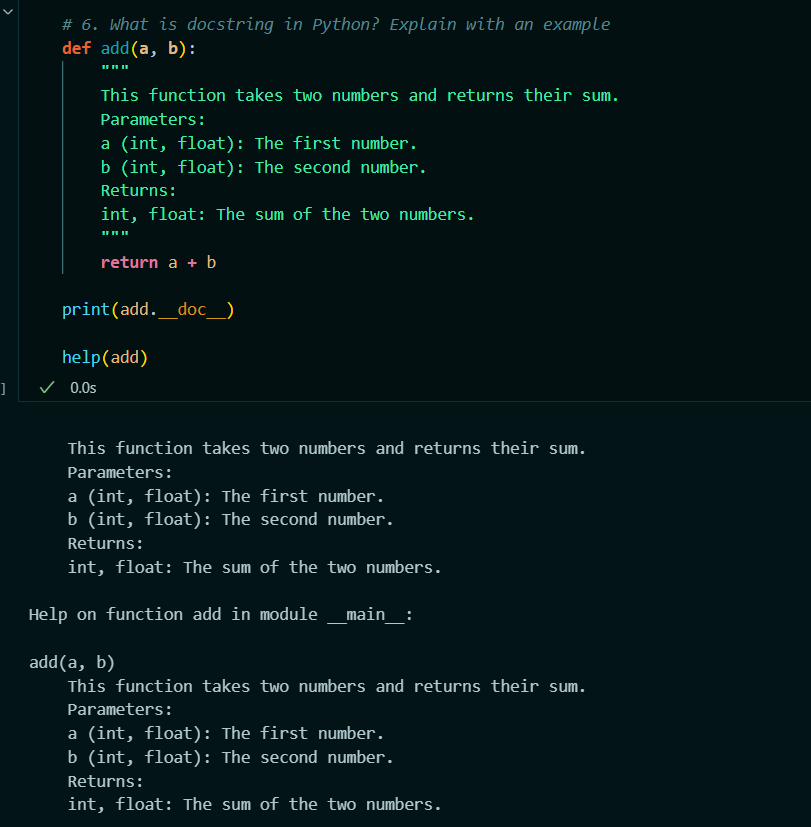 # 6. What is docstring in Python? Explain with an example
def add(a, b):
    """
    This function takes two numbers and returns their sum.
    Parameters:
    a (int, float): The first number.
    b (int, float): The second number.
    Returns:
    int, float: The sum of the two numbers.
    """
    return a + b

print(add.__doc__)

help(add)
] ✓ 0.0s

    This function takes two numbers and returns their sum.
    Parameters:
    a (int, float): The first number.
    b (int, float): The second number.
    Returns:
    int, float: The sum of the two numbers.

Help on function add in module __main__:

add(a, b)
    This function takes two numbers and returns their sum.
    Parameters:
    a (int, float): The first number.
    b (int, float): The second number.
    Returns:
    int, float: The sum of the two numbers.